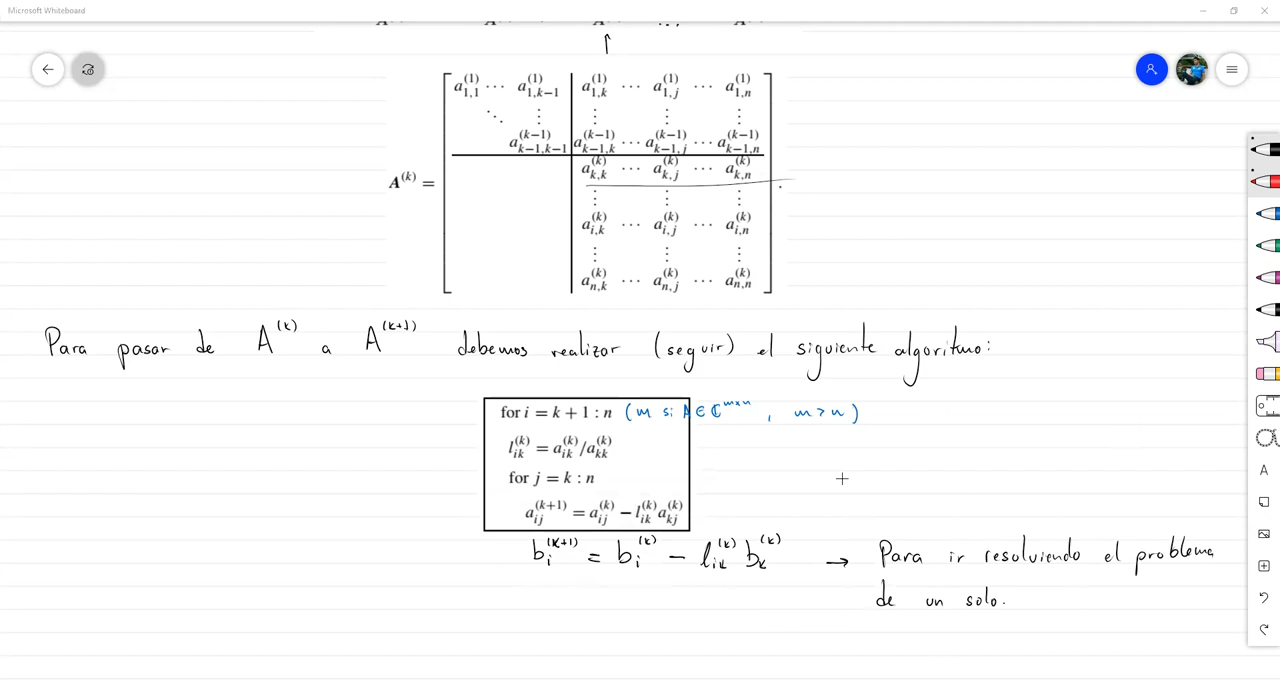 Microsoft Whiteboard
a_{1,1}^{(1)} ⋯ a_{1,k−1}^{(1)} a_{1,k}^{(1)} ⋯ a_{1,j}^{(1)} ⋯ a_{1,n}^{(1)}
⋱ ⋮ ⋮ ⋮ ⋮
a_{k−1,k−1}^{(k−1)} a_{k−1,k}^{(k−1)} ⋯ a_{k−1,j}^{(k−1)} ⋯ a_{k−1,n}^{(k−1)}
a_{k,k}^{(k)} ⋯ a_{k,j}^{(k)} ⋯ a_{k,n}^{(k)}
A^{(k)} = .
⋮ ⋮ ⋮
a_{i,k}^{(k)} ⋯ a_{i,j}^{(k)} ⋯ a_{i,n}^{(k)}
⋮ ⋮ ⋮
a_{n,k}^{(k)} ⋯ a_{n,j}^{(k)} ⋯ a_{n,n}^{(k)}
Para pasar de A^{(k)} a A^{(k+1)} debemos realizar (seguir) el siguiente algoritmo:
for i = k + 1 : n (m si A ∈ ℂ^{m×n}, m > n)
l_{ik}^{(k)} = a_{ik}^{(k)}/a_{kk}^{(k)}
for j = k : n
a_{ij}^{(k+1)} = a_{ij}^{(k)} − l_{ik}^{(k)} a_{kj}^{(k)}
b_i^{(k+1)} = b_i^{(k)} − l_{ik}^{(k)} b_k^{(k)} → Para ir resolviendo el problema
de un solo.
A